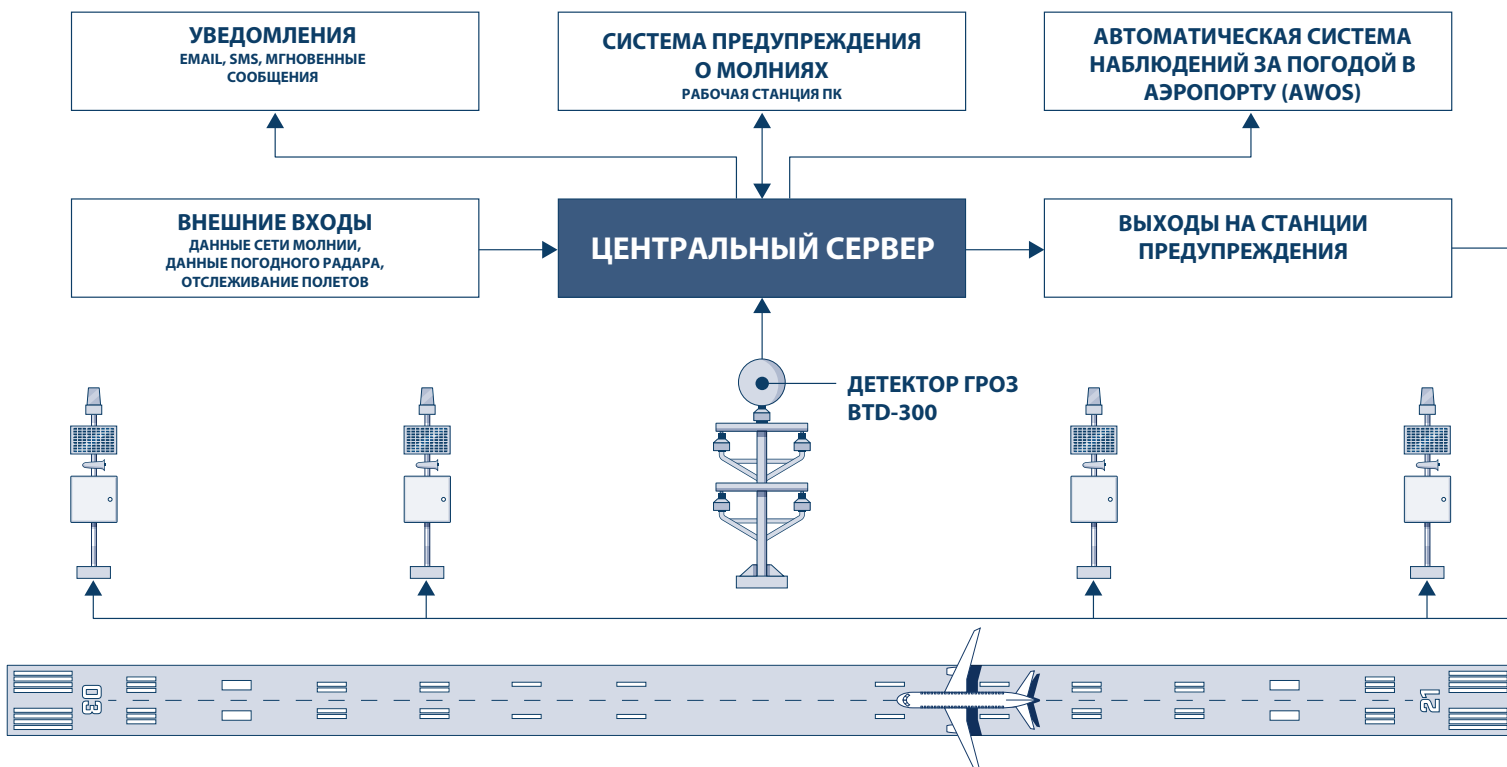 УВЕДОМЛЕНИЯ
EMAIL, SMS, МГНОВЕННЫЕ
СООБЩЕНИЯ
СИСТЕМА ПРЕДУПРЕЖДЕНИЯ
О МОЛНИЯХ
РАБОЧАЯ СТАНЦИЯ ПК
АВТОМАТИЧЕСКАЯ СИСТЕМА
НАБЛЮДЕНИЙ ЗА ПОГОДОЙ В
АЭРОПОРТУ (AWOS)
ВНЕШНИЕ ВХОДЫ
ДАННЫЕ СЕТИ МОЛНИИ,
ДАННЫЕ ПОГОДНОГО РАДАРА,
ОТСЛЕЖИВАНИЕ ПОЛЕТОВ
ЦЕНТРАЛЬНЫЙ СЕРВЕР
ВЫХОДЫ НА СТАНЦИИ
ПРЕДУПРЕЖДЕНИЯ
ДЕТЕКТОР ГРОЗ
BTD-300
30
21